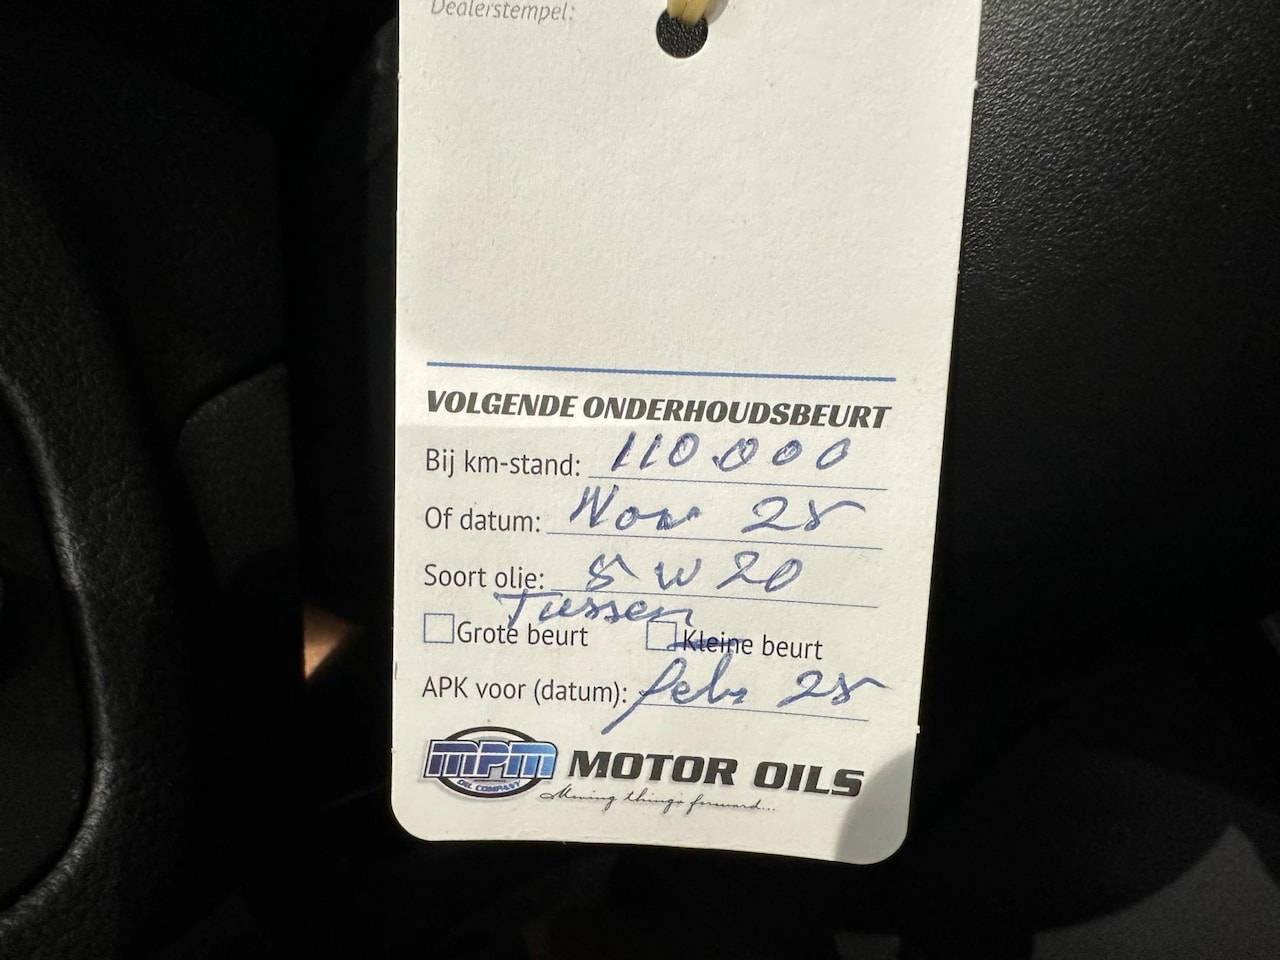 Dealerstempel:
VOLGENDE ONDERHOUDSBEURT
Bij km-stand: 110.000
Of datum: Nov 25
Soort olie: 5W20
Tussen
Grote beurt Kleine beurt
APK voor (datum): feb 25
MPM OIL COMPANY MOTOR OILS
Moving things forward...